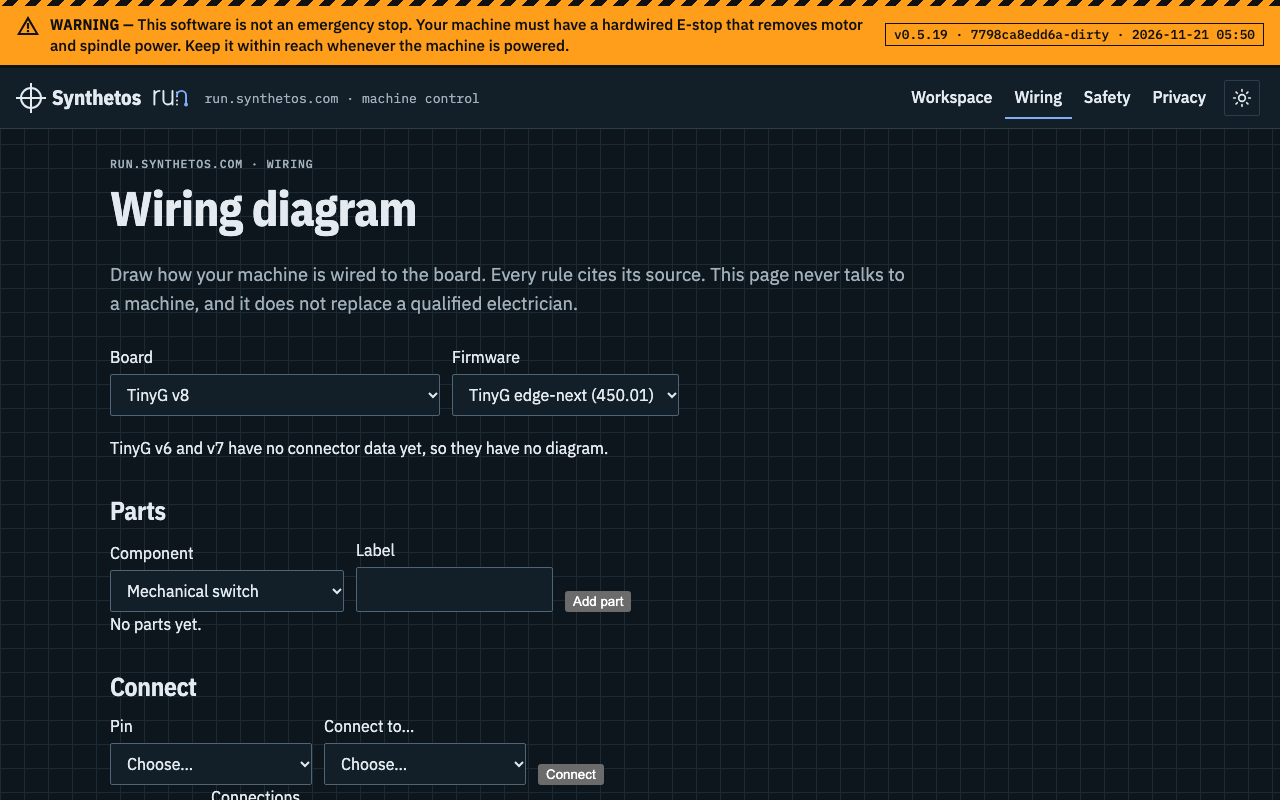 WARNING — This software is not an emergency stop. Your machine must have a hardwired E-stop that removes motor
and spindle power. Keep it within reach whenever the machine is powered.
v0.5.19 · 7798ca8edd6a-dirty · 2026-11-21 05:50
Synthetos run run.synthetos.com · machine control
Workspace Wiring Safety Privacy
RUN.SYNTHETOS.COM · WIRING
Wiring diagram
Draw how your machine is wired to the board. Every rule cites its source. This page never talks to
a machine, and it does not replace a qualified electrician.
Board Firmware
TinyG v8 TinyG edge-next (450.01)
TinyG v6 and v7 have no connector data yet, so they have no diagram.
Parts
Component Label
Mechanical switch Add part
No parts yet.
Connect
Pin Connect to...
Choose... Choose... Connect
Connections